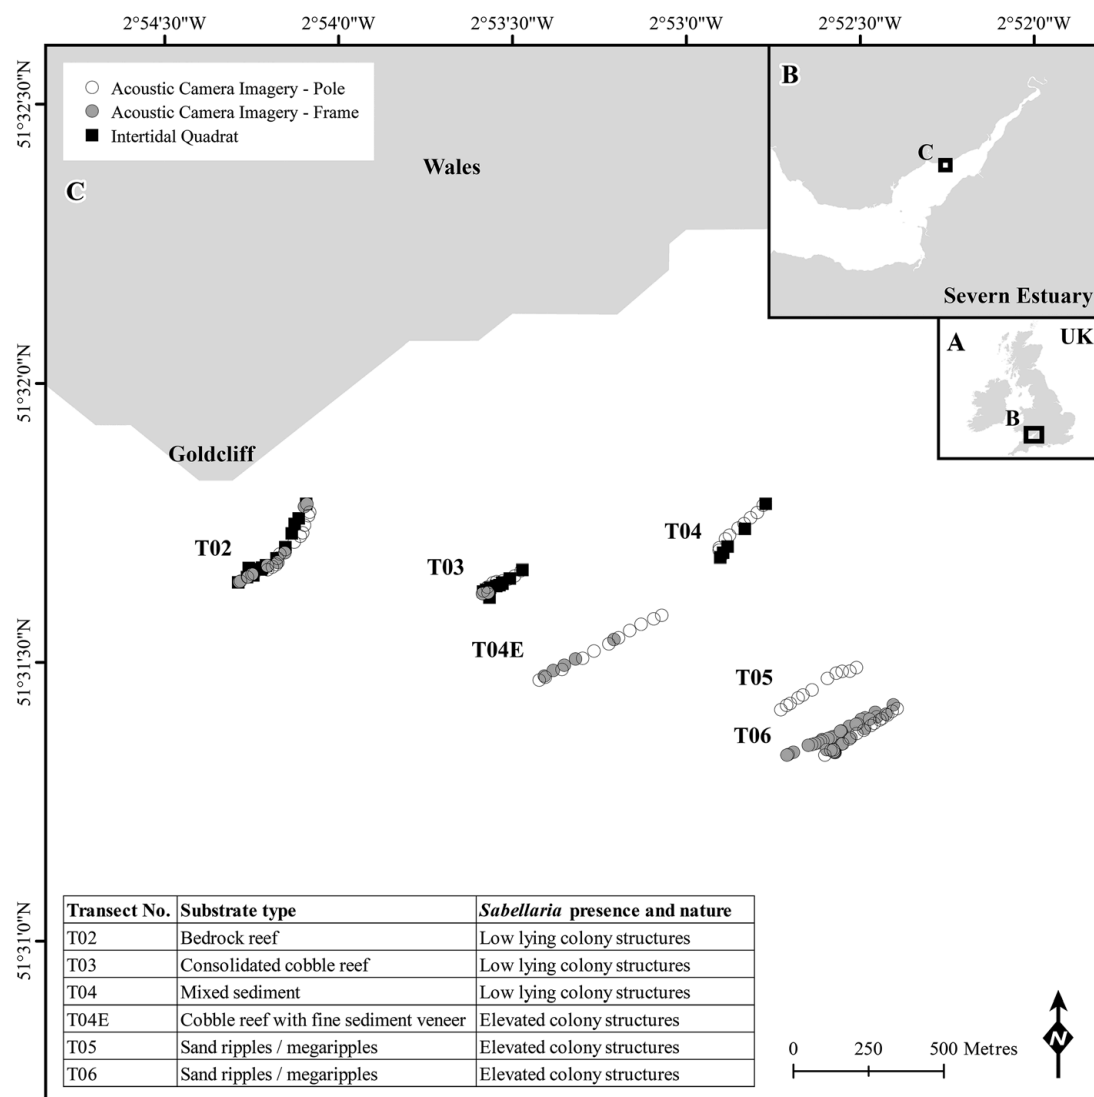 2°54'30"W 2°54'0"W 2°53'30"W 2°53'0"W 2°52'30"W 2°52'0"W
51°32'30"N
51°32'0"N
51°31'30"N
51°31'0"N
Acoustic Camera Imagery - Pole
Acoustic Camera Imagery - Frame
Intertidal Quadrat
C
Wales
B
C
Severn Estuary
A
UK
B
Goldcliff
T02
T03
T04
T04E
T05
T06
Transect No. Substrate type Sabellaria presence and nature
T02 Bedrock reef Low lying colony structures
T03 Consolidated cobble reef Low lying colony structures
T04 Mixed sediment Low lying colony structures
T04E Cobble reef with fine sediment veneer Elevated colony structures
T05 Sand ripples / megaripples Elevated colony structures
T06 Sand ripples / megaripples Elevated colony structures
0 250 500 Metres
N